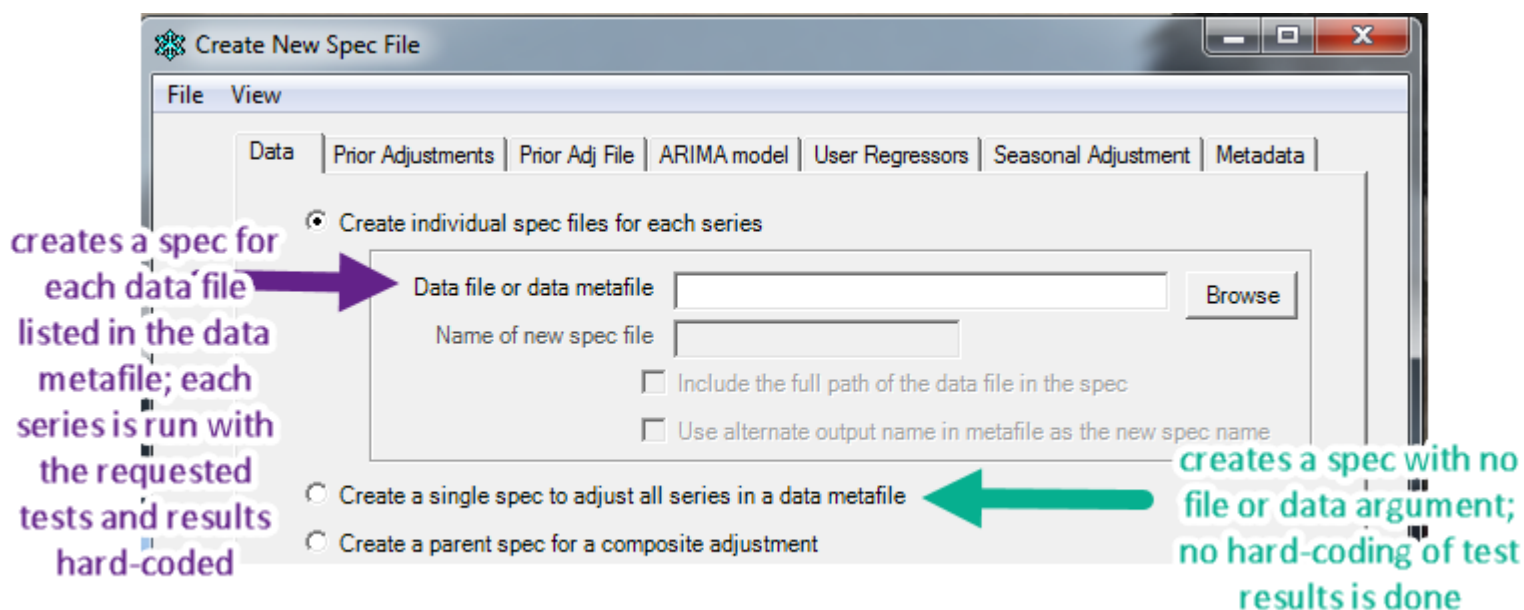 Create New Spec File
File View
Data Prior Adjustments Prior Adj File ARIMA model User Regressors Seasonal Adjustment Metadata
Create individual spec files for each series
Data file or data metafile Browse
Name of new spec file
Include the full path of the data file in the spec
Use alternate output name in metafile as the new spec name
Create a single spec to adjust all series in a data metafile
Create a parent spec for a composite adjustment
creates a spec for
each data file
listed in the data
metafile; each
series is run with
the requested
tests and results
hard-coded
creates a spec with no
file or data argument;
no hard-coding of test
results is done